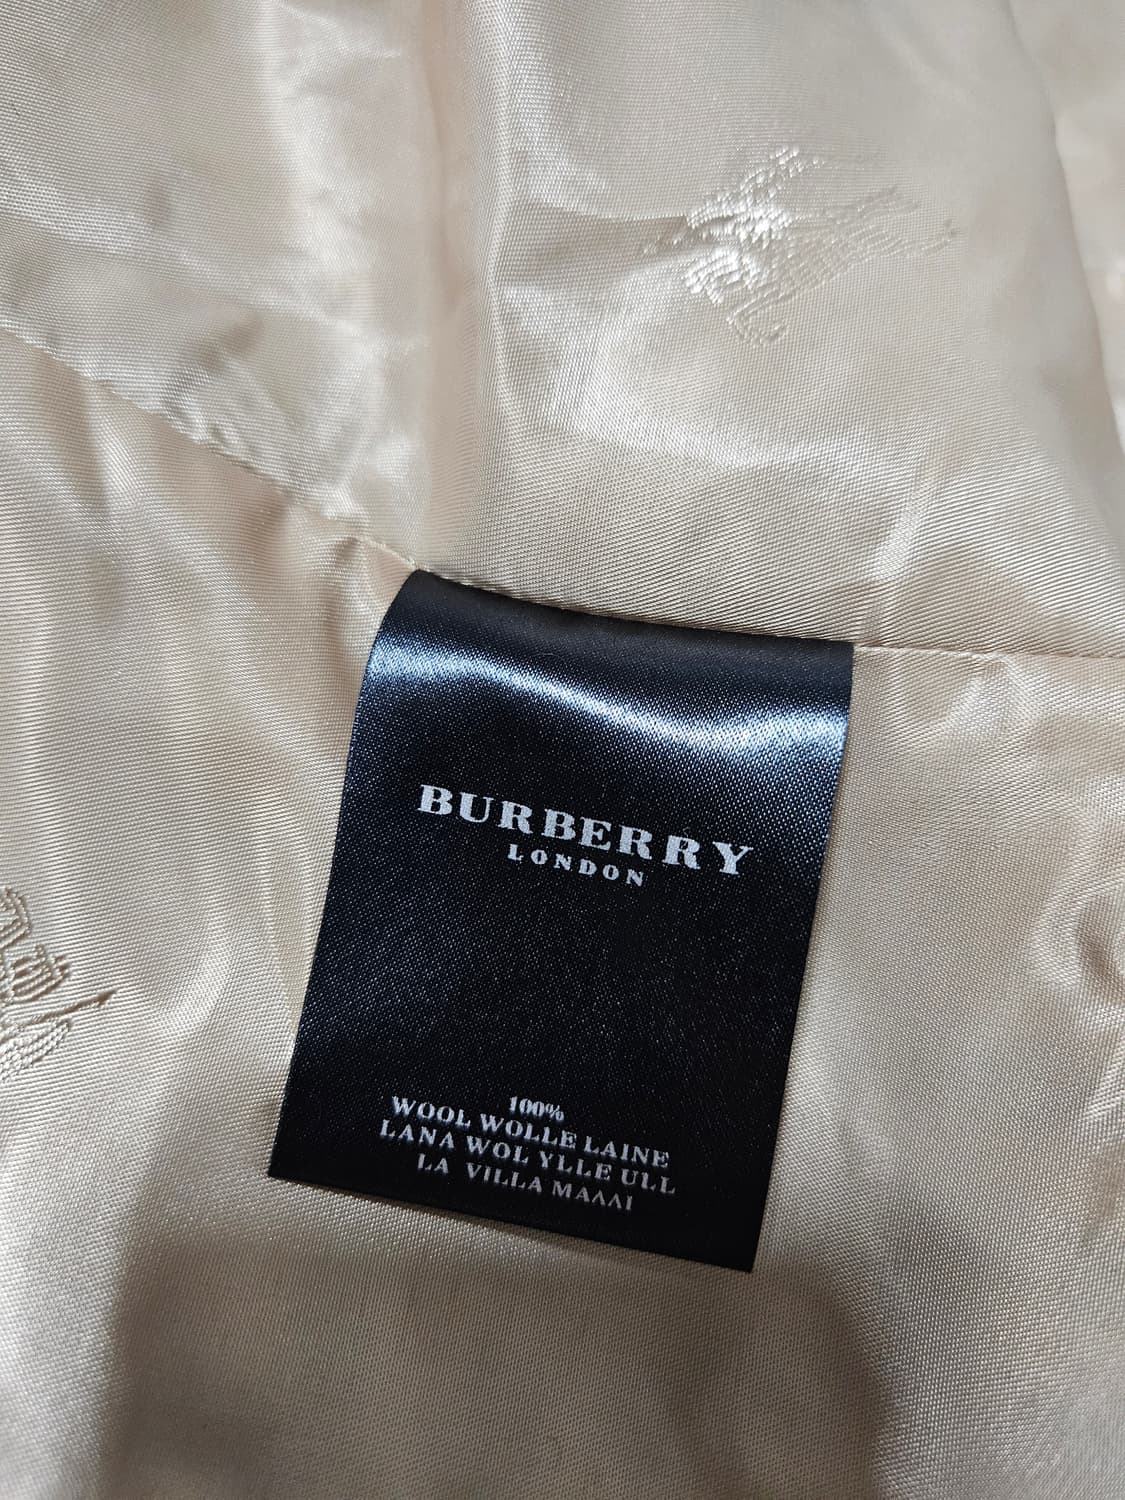 BURBERRY
LONDON
100%
WOOL WOLLE LAINE
LANA WOL YLLE ULL
LA VILLA ΜΑΛΛΙ